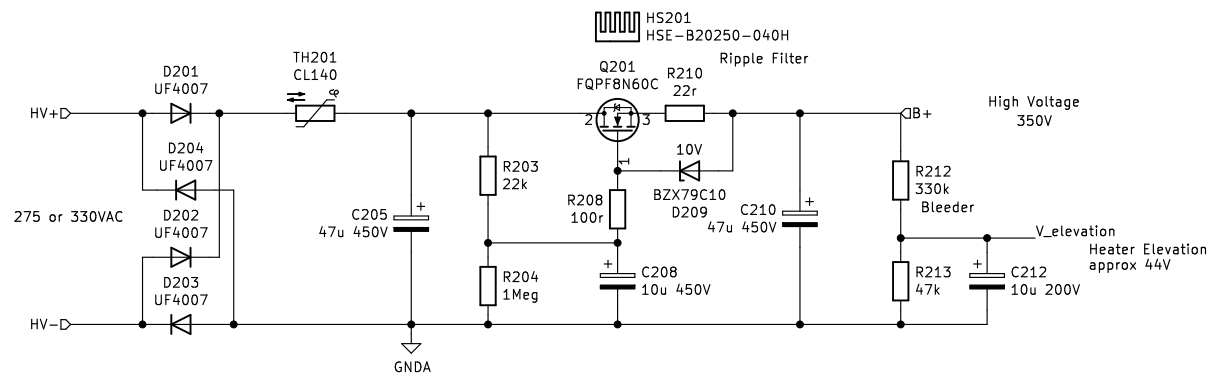 HS201
HSE-B20250-040H
Ripple Filter
TH201
CL140
Q201
FQPF8N60C
R210
22r
D201
UF4007
HV+
2
3
B+
High Voltage
350V
D204
UF4007
10V
1
R203
22k
R212
330k
Bleeder
BZX79C10
D209
R208
100r
275 or 330VAC
D202
UF4007
C205
47u 450V
+
C210
47u 450V
+
V_elevation
Heater Elevation
approx 44V
D203
UF4007
R204
1Meg
+
C208
10u 450V
R213
47k
+
C212
10u 200V
HV-
GNDA